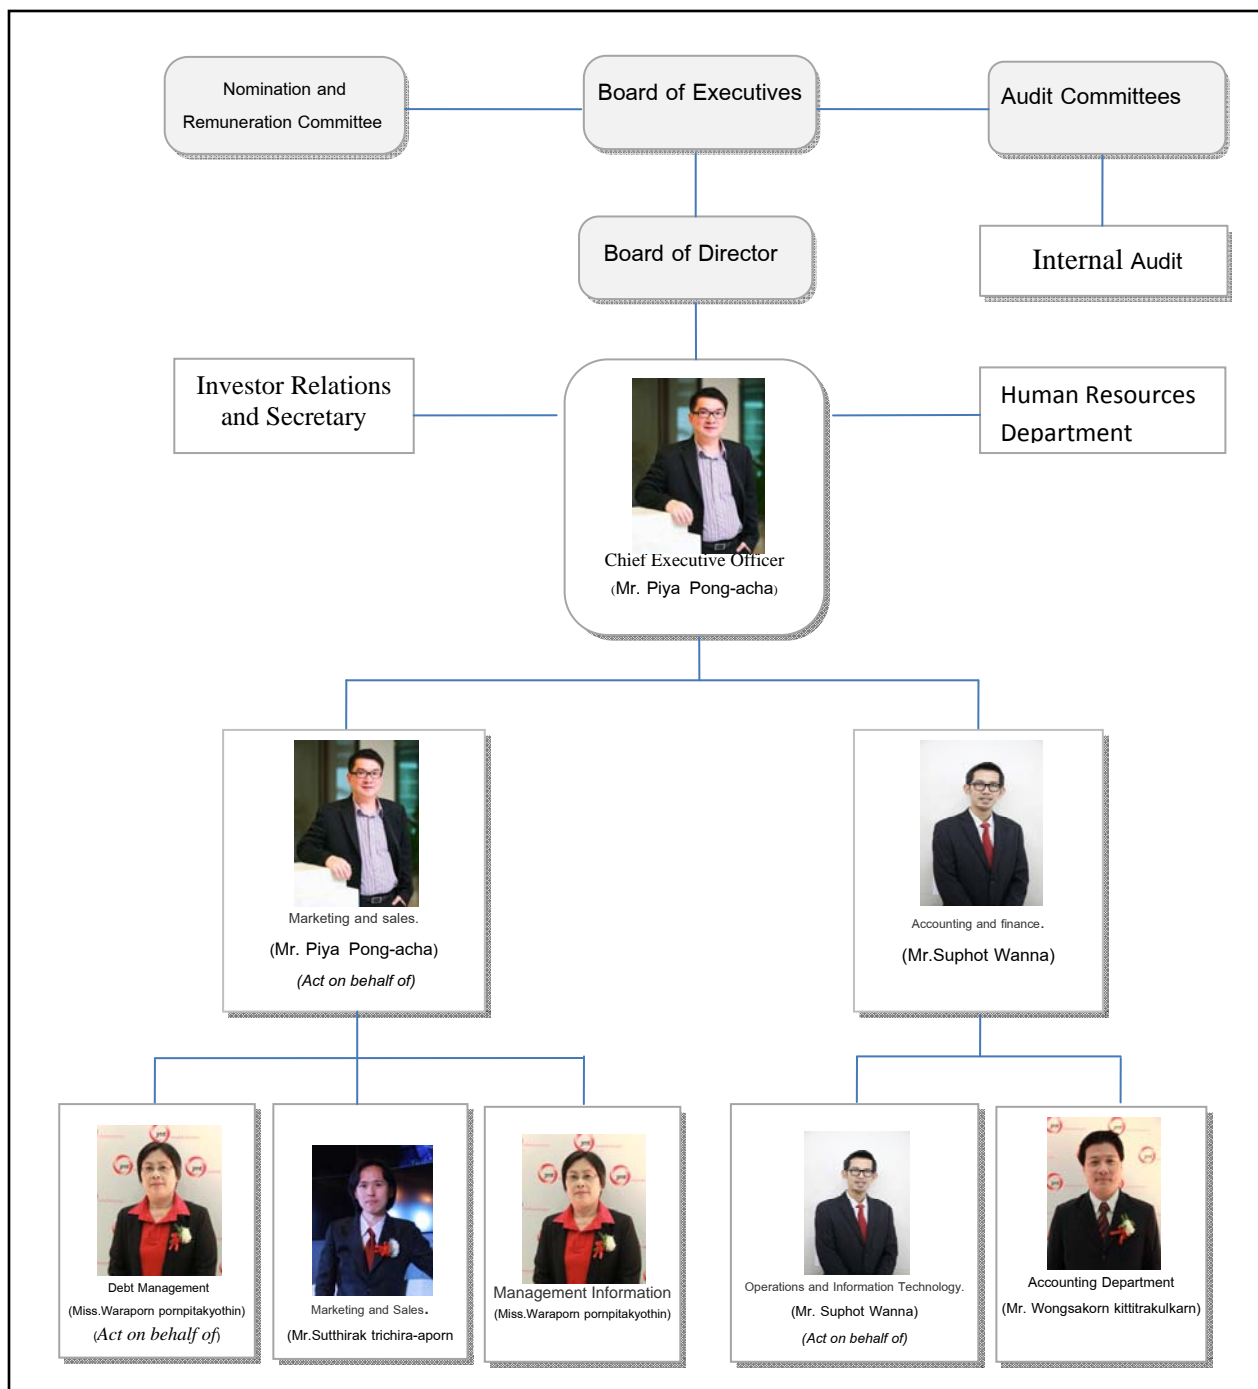 Nomination and
Remuneration Committee
Board of Executives
Audit Committees
Board of Director
Internal Audit
Investor Relations
and Secretary
Human Resources
Department
Chief Executive Officer
(Mr. Piya Pong-acha)
Marketing and sales.
(Mr. Piya Pong-acha)
(Act on behalf of)
Accounting and finance.
(Mr.Suphot Wanna)
Debt Management
(Miss.Waraporn pornpitakyothin)
(Act on behalf of)
Marketing and Sales.
(Mr.Sutthirak trichira-aporn
Management Information
(Miss.Waraporn pornpitakyothin)
Operations and Information Technology.
(Mr. Suphot Wanna)
(Act on behalf of)
Accounting Department
(Mr. Wongsakorn kittitrakulkarn)